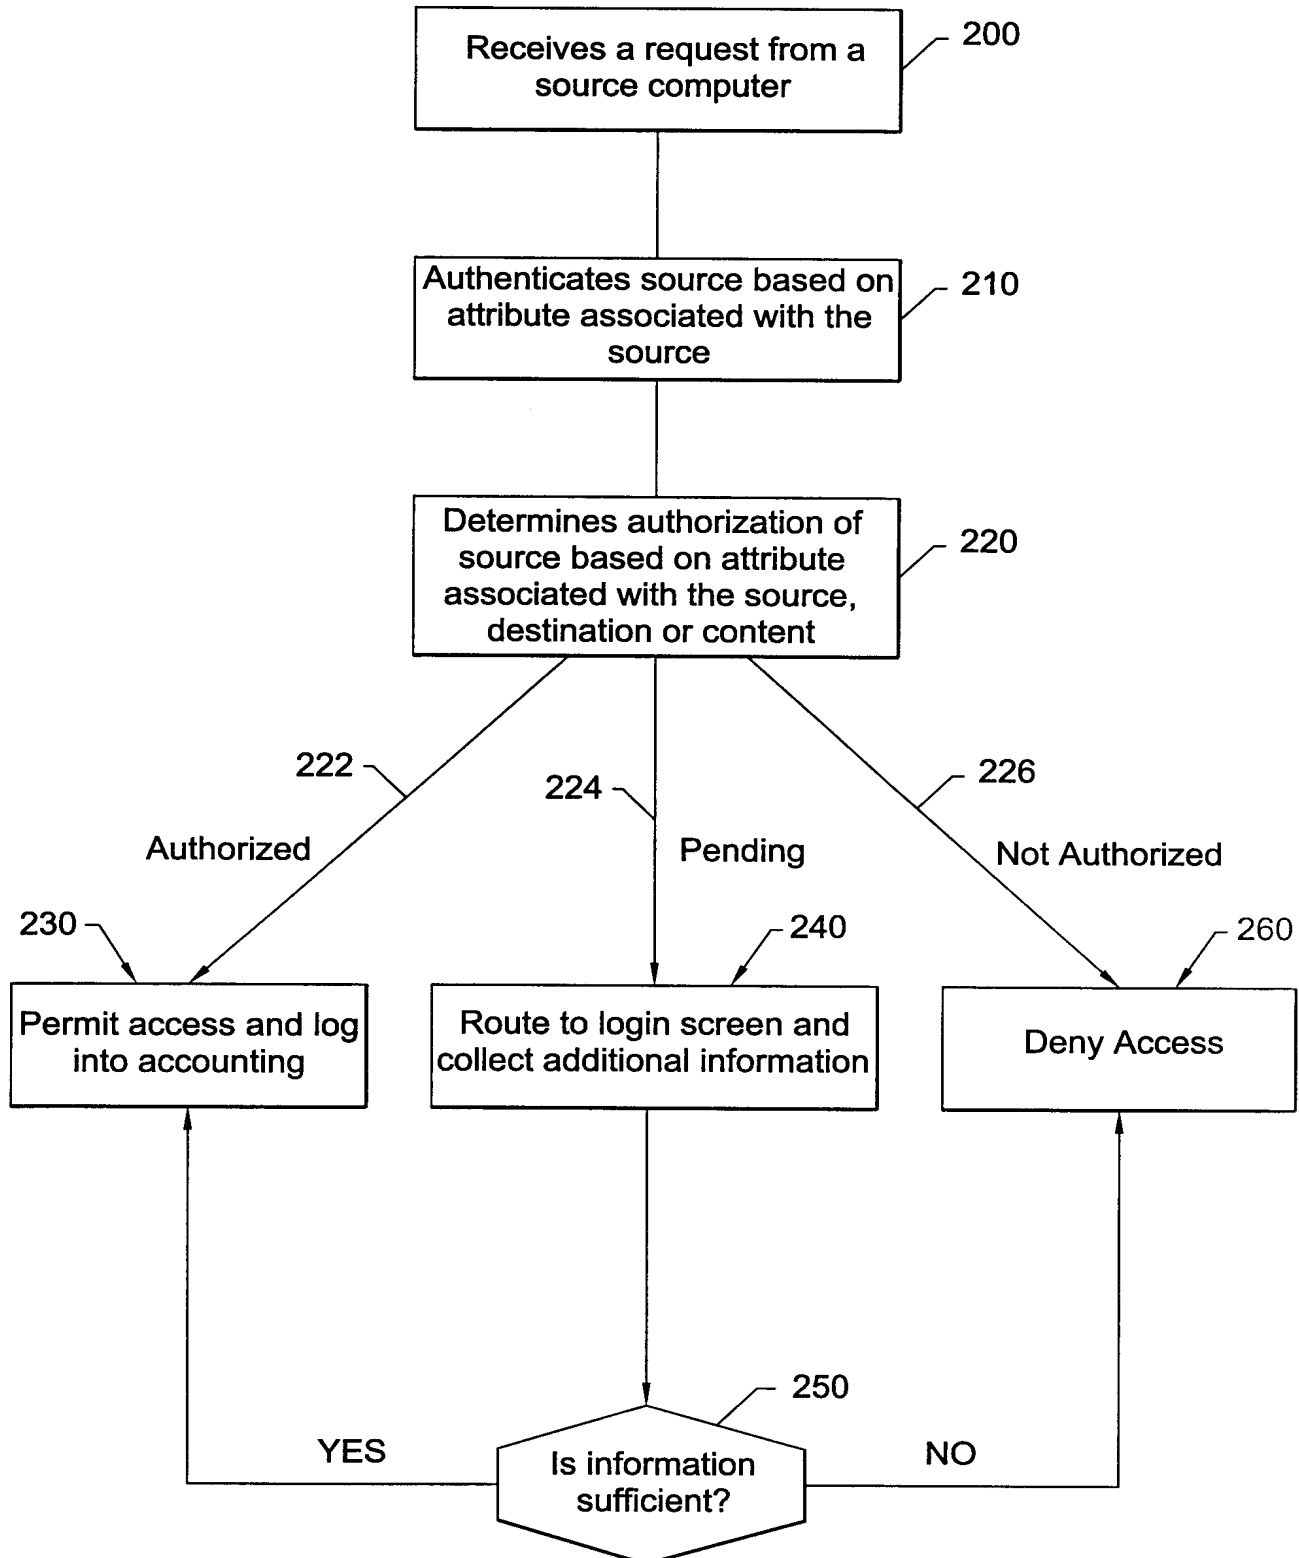 Receives a request from a
source computer
200
Authenticates source based on
attribute associated with the
source
210
Determines authorization of
source based on attribute
associated with the source,
destination or content
220
222
224
226
Authorized
Pending
Not Authorized
230
240
260
Permit access and log
into accounting
Route to login screen and
collect additional information
Deny Access
250
YES
Is information
sufficient?
NO